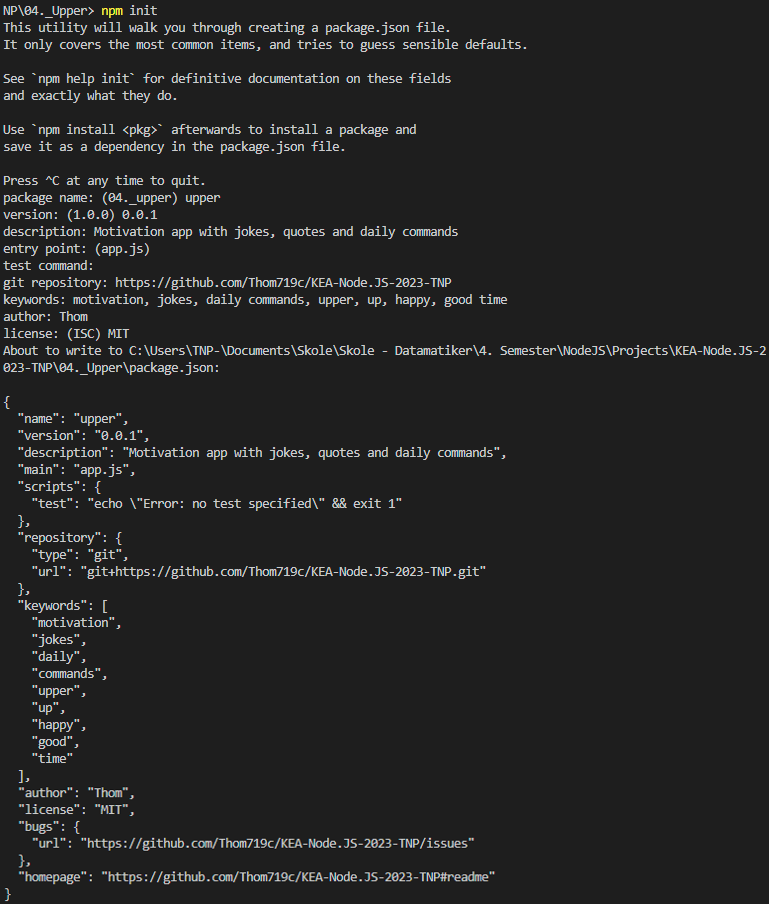 NP\04._Upper> npm init
This utility will walk you through creating a package.json file.
It only covers the most common items, and tries to guess sensible defaults.

See `npm help init` for definitive documentation on these fields
and exactly what they do.

Use `npm install <pkg>` afterwards to install a package and
save it as a dependency in the package.json file.

Press ^C at any time to quit.
package name: (04._upper) upper
version: (1.0.0) 0.0.1
description: Motivation app with jokes, quotes and daily commands
entry point: (app.js)
test command:
git repository: https://github.com/Thom719c/KEA-Node.JS-2023-TNP
keywords: motivation, jokes, daily commands, upper, up, happy, good time
author: Thom
license: (ISC) MIT
About to write to C:\Users\TNP-\Documents\Skole\Skole - Datamatiker\4. Semester\NodeJS\Projects\KEA-Node.JS-2
023-TNP\04._Upper\package.json:

{
  "name": "upper",
  "version": "0.0.1",
  "description": "Motivation app with jokes, quotes and daily commands",
  "main": "app.js",
  "scripts": {
    "test": "echo \"Error: no test specified\" && exit 1"
  },
  "repository": {
    "type": "git",
    "url": "git+https://github.com/Thom719c/KEA-Node.JS-2023-TNP.git"
  },
  "keywords": [
    "motivation",
    "jokes",
    "daily",
    "commands",
    "upper",
    "up",
    "happy",
    "good",
    "time"
  ],
  "author": "Thom",
  "license": "MIT",
  "bugs": {
    "url": "https://github.com/Thom719c/KEA-Node.JS-2023-TNP/issues"
  },
  "homepage": "https://github.com/Thom719c/KEA-Node.JS-2023-TNP#readme"
}